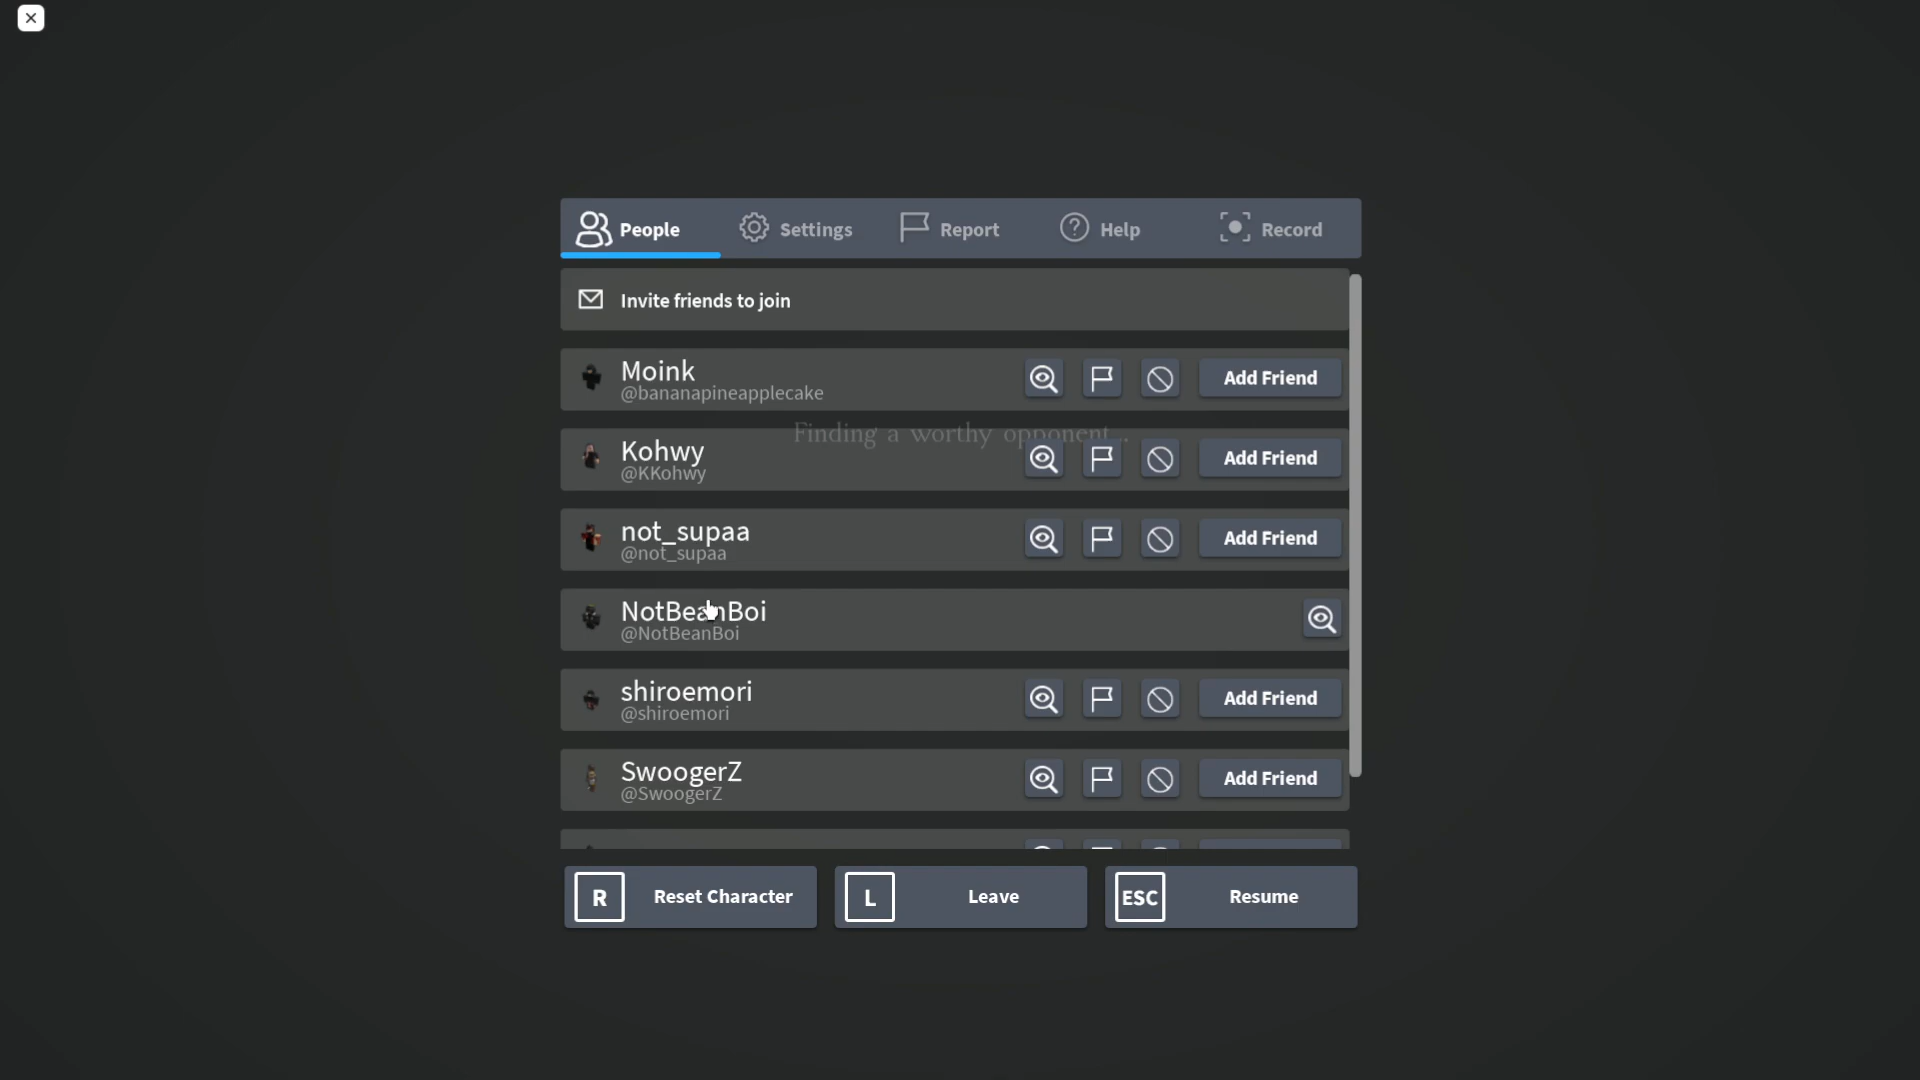 People
Settings
Report
Help
Record
Invite friends to join
Moink
@bananapineapplecake
Add Friend
Finding a worthy opponent...
Kohwy
@KKohwy
Add Friend
not_supaa
@not_supaa
Add Friend
NotBeanBoi
@NotBeanBoi
shiroemori
@shiroemori
Add Friend
SwoogerZ
@SwoogerZ
Add Friend
R Reset Character
L Leave
ESC Resume